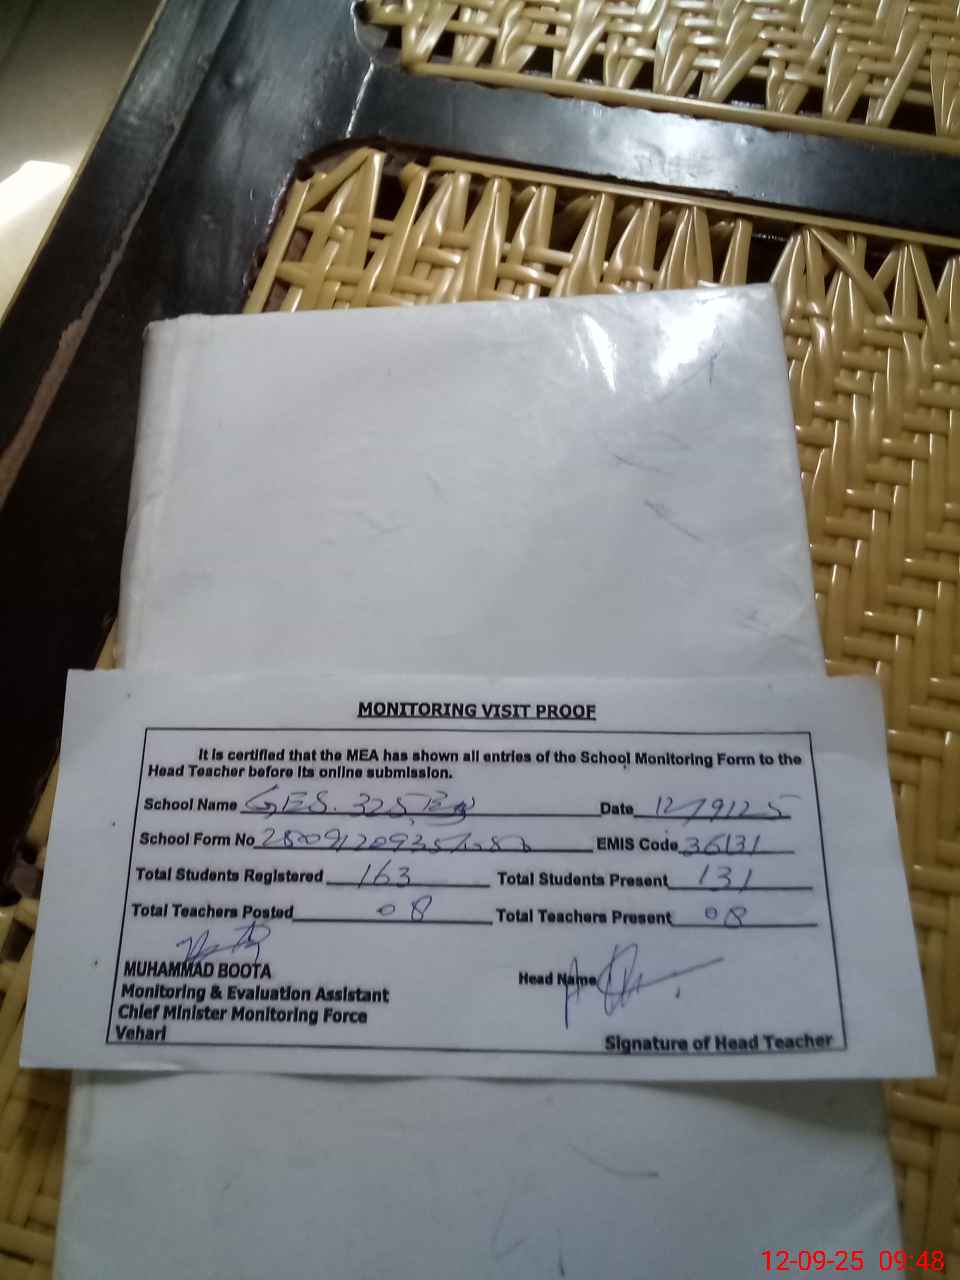 MONITORING VISIT PROOF
It is certified that the MEA has shown all entries of the School Monitoring Form to the
Head Teacher before its online submission.
School Name GES. 325, EB Date 12/9/25
School Form No EMIS Code 36131
Total Students Registered 163 Total Students Present 131
Total Teachers Posted 08 Total Teachers Present 08
MUHAMMAD BOOTA
Monitoring & Evaluation Assistant
Head Name
Chief Minister Monitoring Force
Vehari
Signature of Head Teacher
12-09-25 09:48